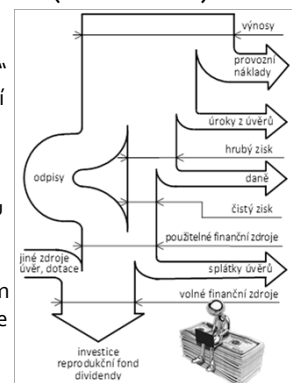 výnosy
provozní
náklady
úroky z úvěrů
hrubý zisk
odpisy
daně
čistý zisk
použitelné finanční zdroje
jiné zdroje
úvěr, dotace
splátky úvěrů
volné finanční zdroje
investice
reprodukční fond
dividendy